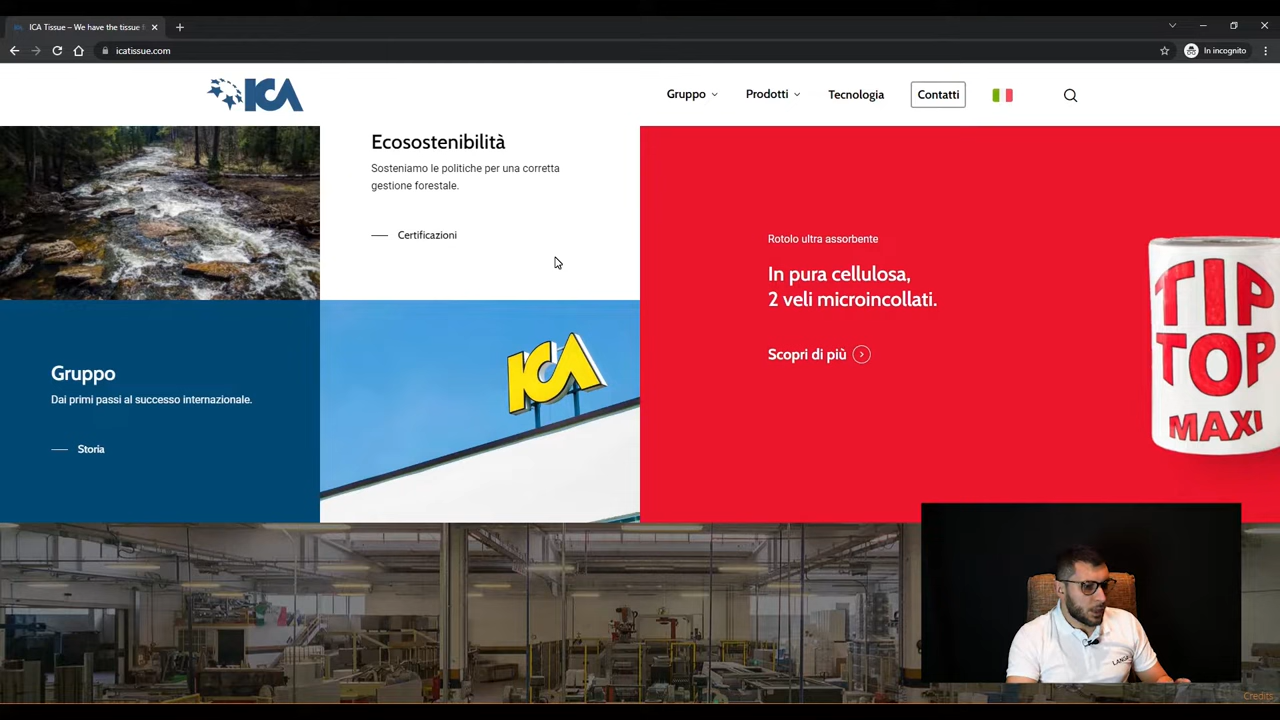 ICA Tissue – We have the tissue f
icatissue.com
In incognito
ICA
Gruppo
Prodotti
Tecnologia
Contatti
Ecosostenibilità
Sosteniamo le politiche per una corretta
gestione forestale.
Certificazioni
Rotolo ultra assorbente
In pura cellulosa,
2 veli microincollati.
Scopri di più
TIP
TOP
MAXI
Gruppo
Dai primi passi al successo internazionale.
Storia
ICA
LANGA
Credits